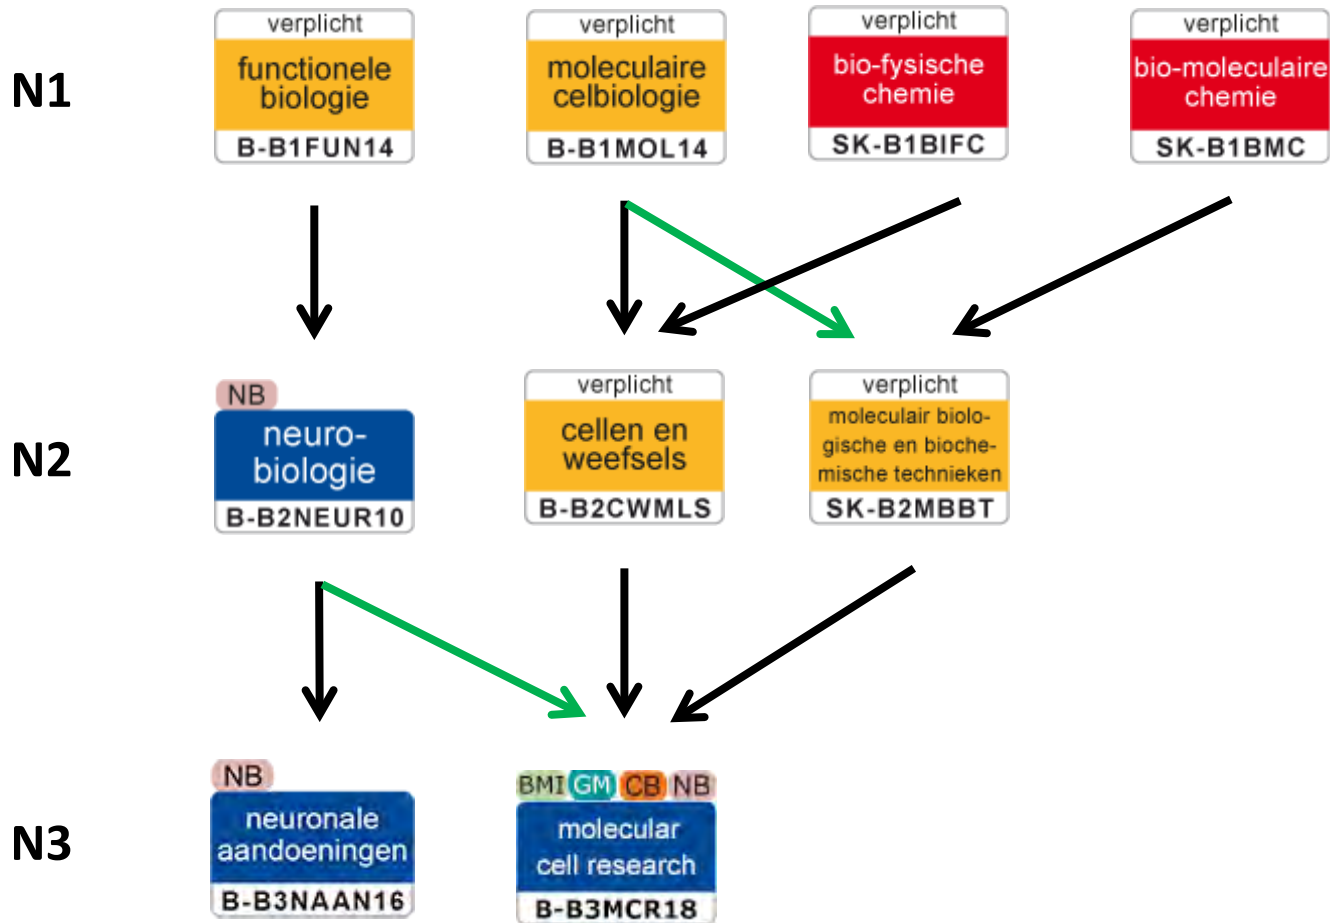 N1
verplicht
functionele
biologie
B-B1FUN14
verplicht
moleculaire
celbiologie
B-B1MOL14
verplicht
bio-fysische
chemie
SK-B1BIFC
verplicht
bio-moleculaire
chemie
SK-B1BMC
N2
NB
neuro-
biologie
B-B2NEUR10
verplicht
cellen en
weefsels
B-B2CWMLS
verplicht
moleculair biolo-
gische en bioche-
mische technieken
SK-B2MBBT
N3
NB
neuronale
aandoeningen
B-B3NAAN16
BMI GM CB NB
molecular
cell research
B-B3MCR18